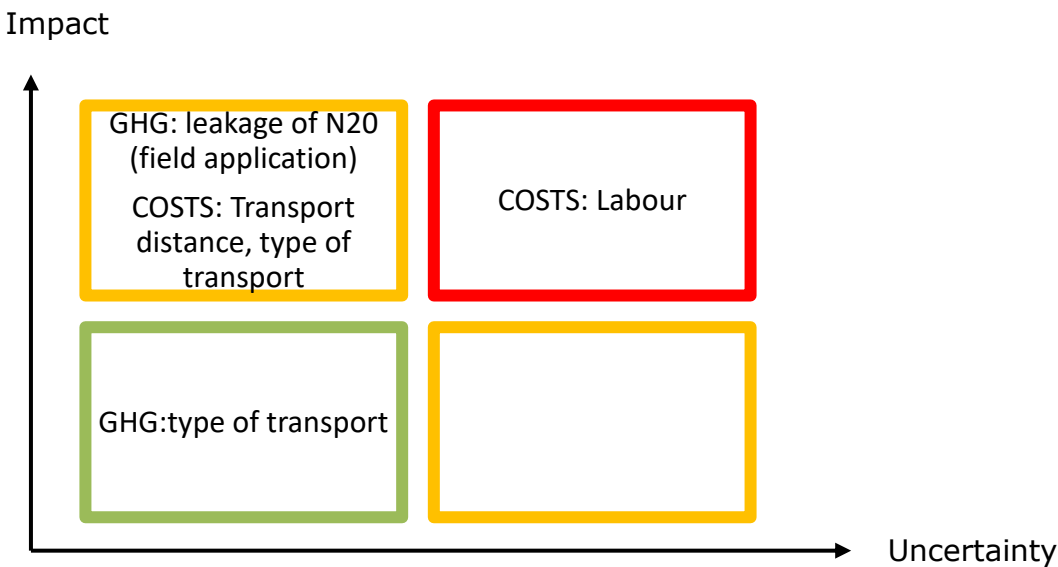 Impact
GHG: leakage of N20
(field application)
COSTS: Transport
distance, type of
transport
COSTS: Labour
GHG:type of transport
Uncertainty